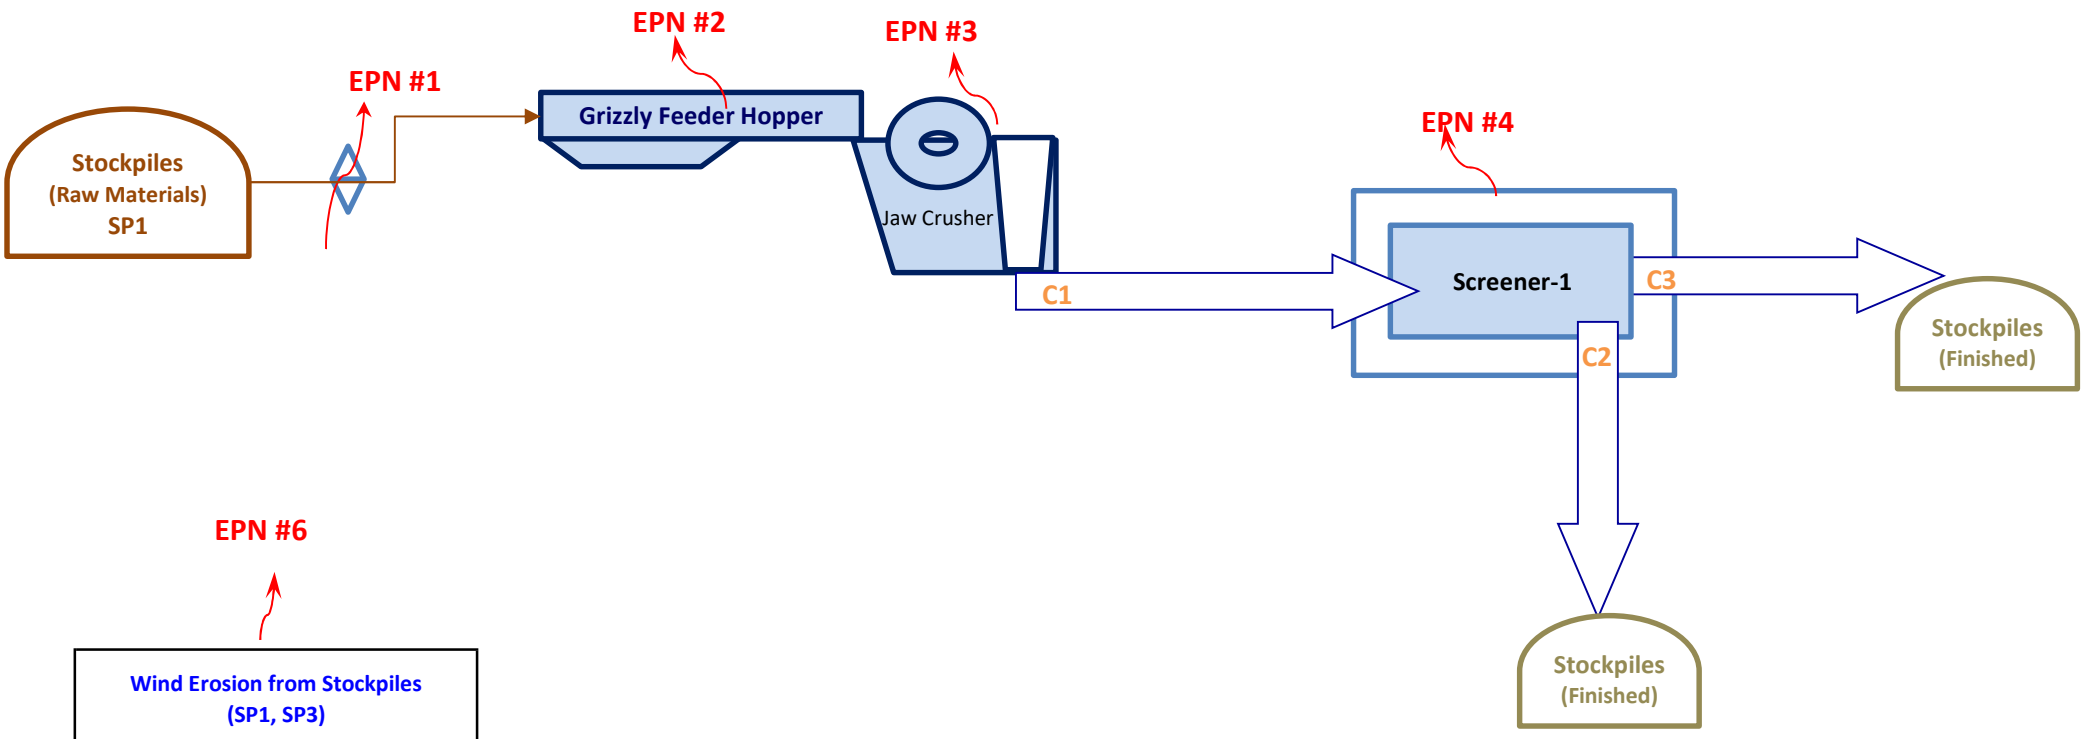 EPN #2
EPN #3
EPN #1
Grizzly Feeder Hopper
EPN #4
Stockpiles
(Raw Materials)
SP1
Jaw Crusher
C1
Screener-1
C3
Stockpiles
(Finished)
C2
EPN #6
Wind Erosion from Stockpiles
(SP1, SP3)
Stockpiles
(Finished)